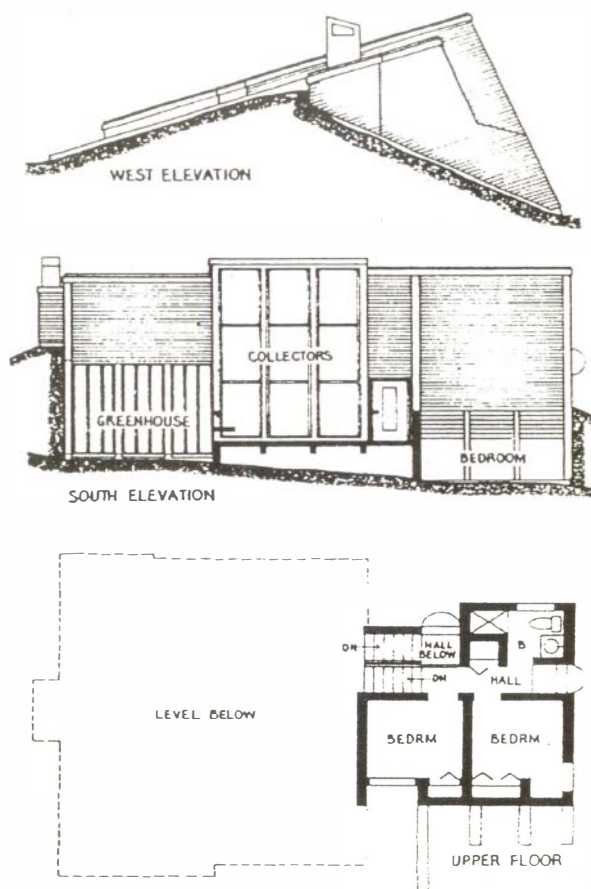 WEST ELEVATION
COLLECTORS
GREENHOUSE
BEDROOM
SOUTH ELEVATION
DN
HALL
BELOW
B
DN
HALL
LEVEL BELOW
BEDRM
BEDRM
UPPER FLOOR